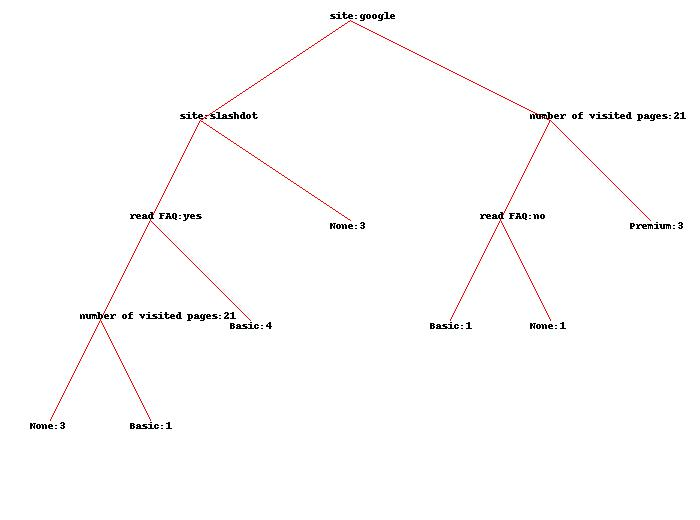 site:google
site:slashdot
number of visited pages:21
read FAQ:yes
None:3
read FAQ:no
Premium:3
number of visited pages:21
Basic:4
Basic:1
None:1
None:3
Basic:1